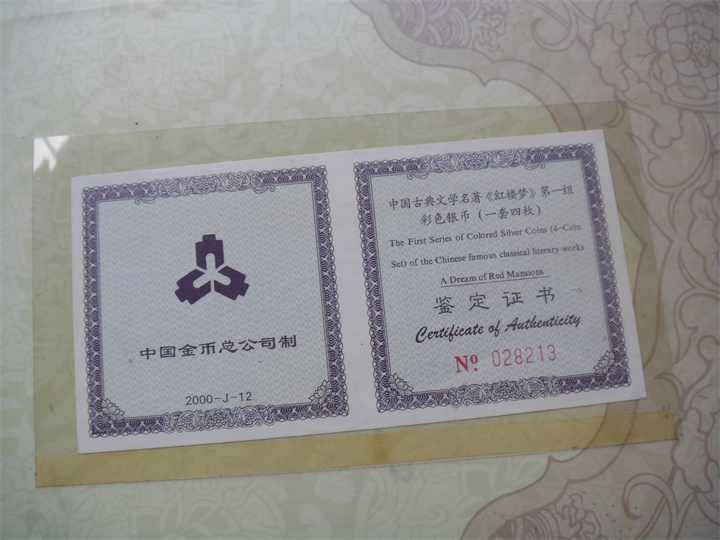 中国金币总公司制
2000-J-12
中国古典文学名著《红楼梦》第一组
彩色银币（一套四枚）
The First Series of Colored Silver Coins (4-Coin
Set) of the Chinese famous classical literary works
A Dream of Red Mansions
鉴定证书
Certificate of Authenticity
№. 028213